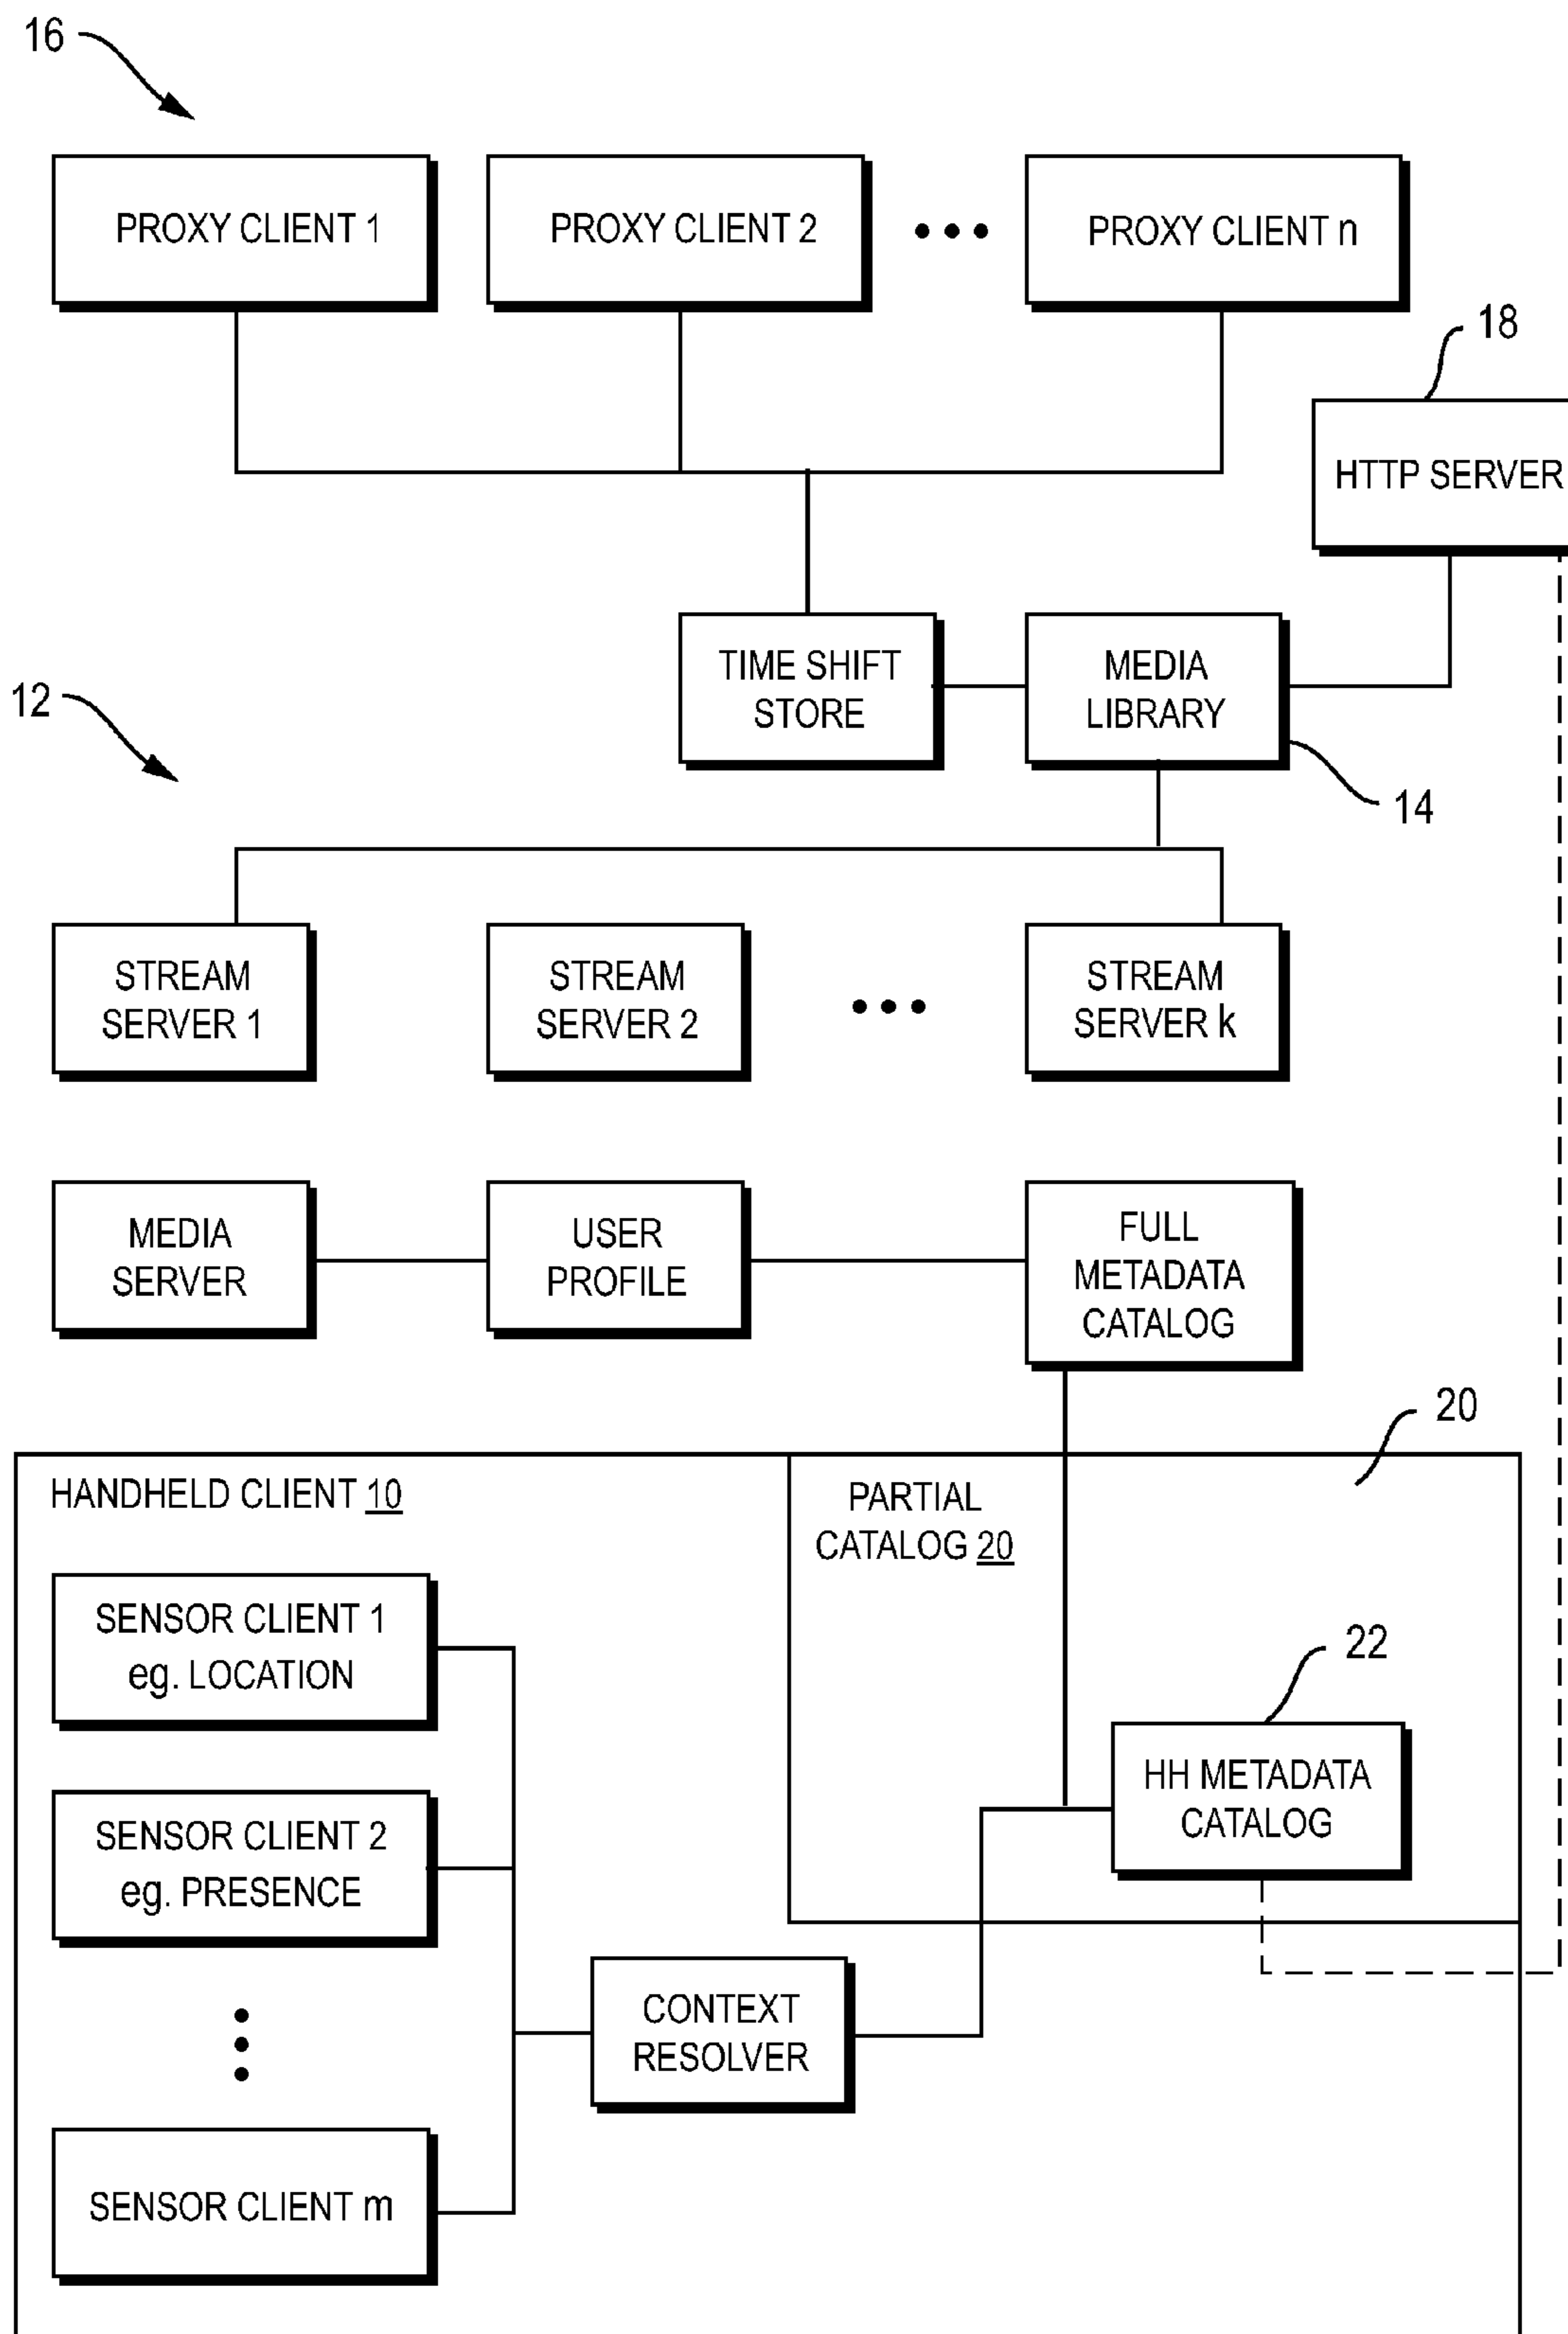 16
PROXY CLIENT 1
PROXY CLIENT 2
PROXY CLIENT n
18
HTTP SERVER
TIME SHIFT
STORE
MEDIA
LIBRARY
12
14
STREAM
SERVER 1
STREAM
SERVER 2
STREAM
SERVER k
MEDIA
SERVER
USER
PROFILE
FULL
METADATA
CATALOG
20
HANDHELD CLIENT 10
PARTIAL
CATALOG 20
SENSOR CLIENT 1
eg. LOCATION
22
HH METADATA
CATALOG
SENSOR CLIENT 2
eg. PRESENCE
CONTEXT
RESOLVER
SENSOR CLIENT m